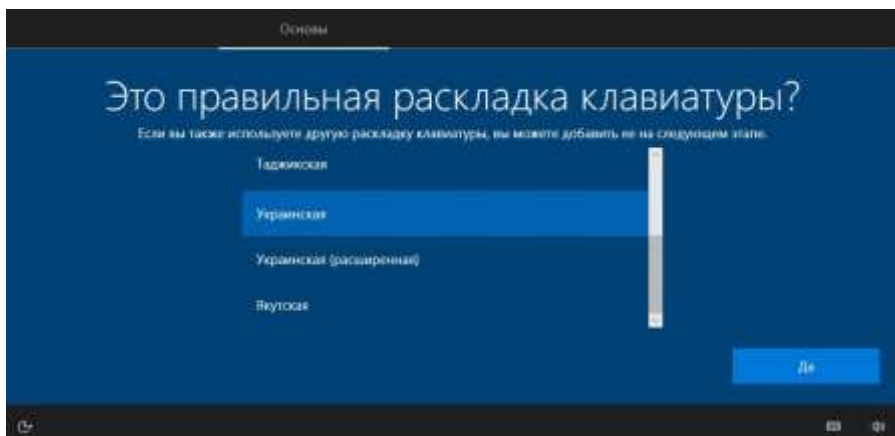 Основы
Это правильная раскладка клавиатуры?
Если вы также используете другую раскладку клавиатуры, вы можете добавить ее на следующем этапе.
Таджикская
Украинская
Украинская (расширенная)
Якутская
Да